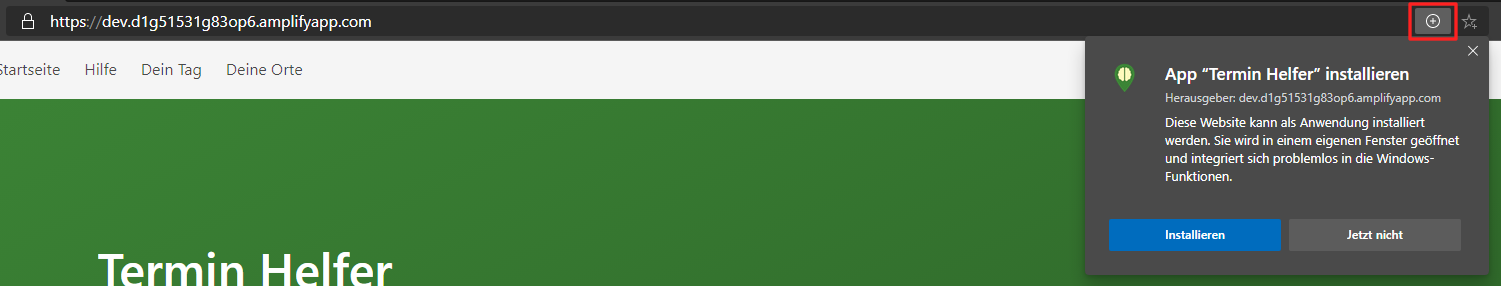 https://dev.d1g51531g83op6.amplifyapp.com
Startseite Hilfe Dein Tag Deine Orte
App “Termin Helfer” installieren
Herausgeber: dev.d1g51531g83op6.amplifyapp.com
Diese Website kann als Anwendung installiert
werden. Sie wird in einem eigenen Fenster geöffnet
und integriert sich problemlos in die Windows-
Funktionen.
Installieren Jetzt nicht
Termin Helfer